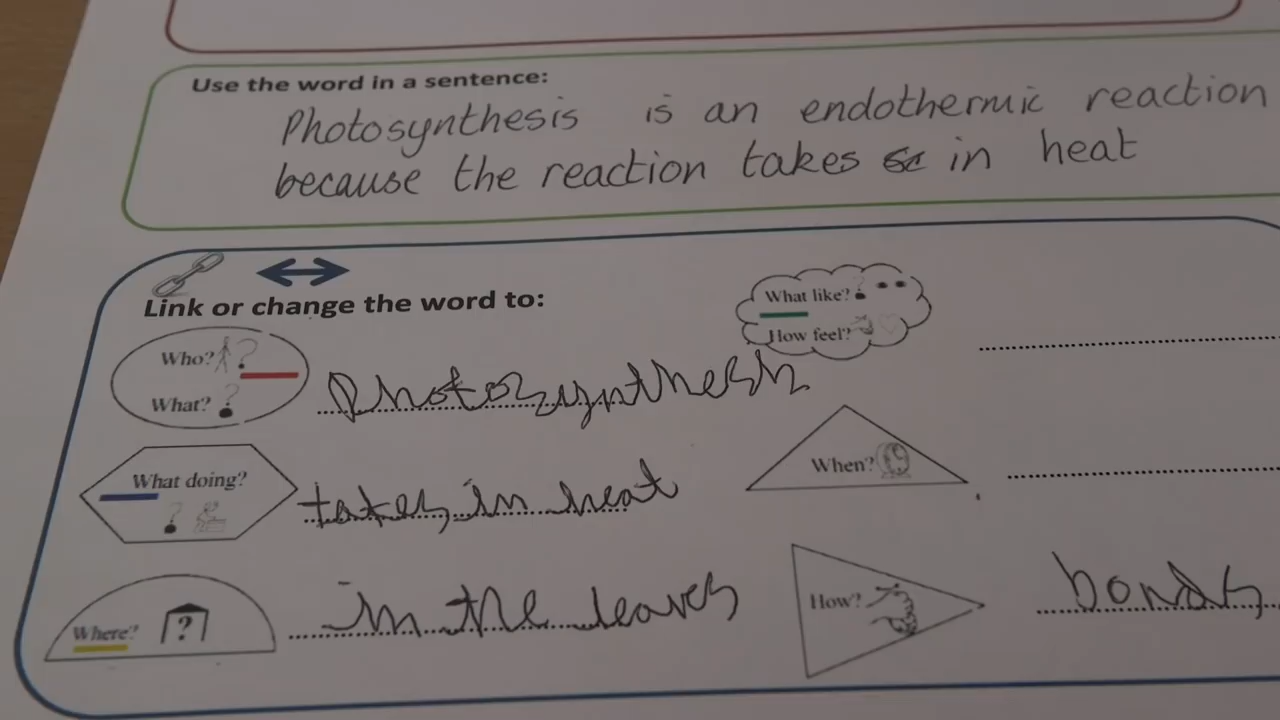 Use the word in a sentence:
Photosynthesis is an endothermic reaction
because the reaction takes in heat
Link or change the word to:
Who?
What?
Photosynthesis
What like?
How feel?
What doing?
takes in heat
When?
Where?
in the leaves
How?
bonds